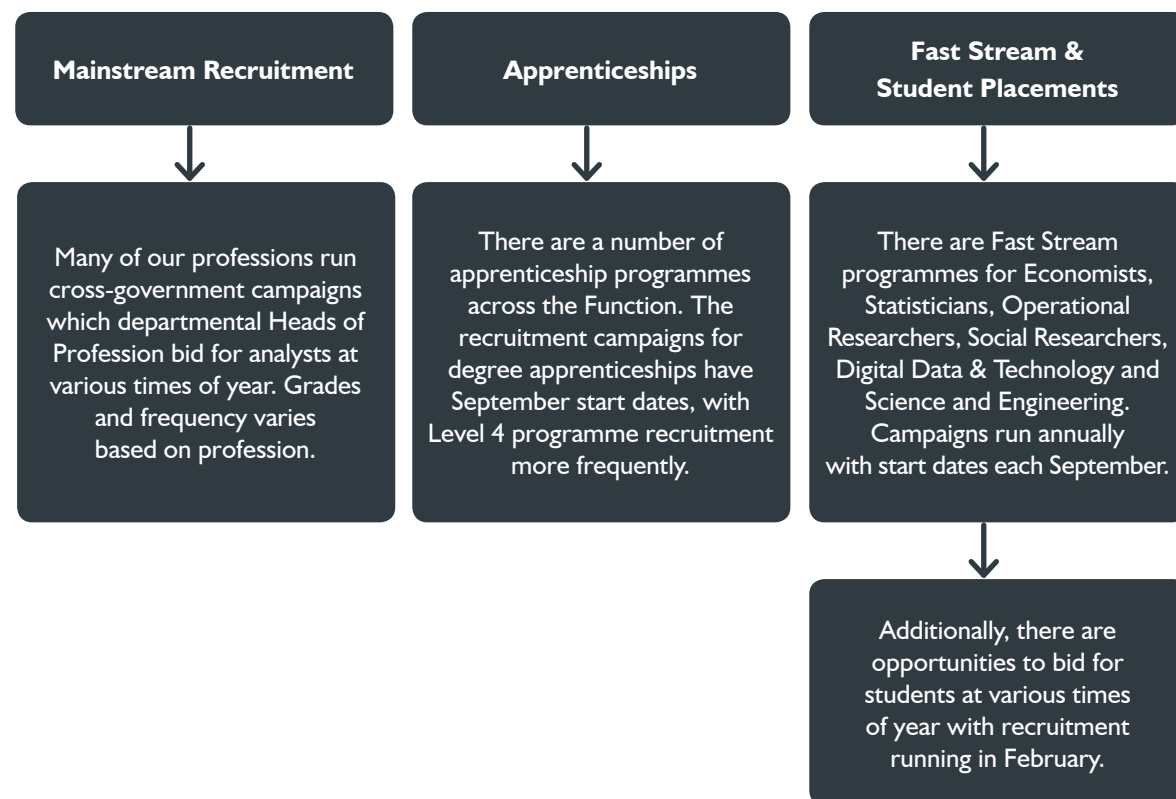 Mainstream Recruitment
Many of our professions run
cross-government campaigns
which departmental Heads of
Profession bid for analysts at
various times of year. Grades
and frequency varies
based on profession.
Apprenticeships
There are a number of
apprenticeship programmes
across the Function. The
recruitment campaigns for
degree apprenticeships have
September start dates, with
Level 4 programme recruitment
more frequently.
Fast Stream &
Student Placements
There are Fast Stream
programmes for Economists,
Statisticians, Operational
Researchers, Social Researchers,
Digital Data & Technology and
Science and Engineering.
Campaigns run annually
with start dates each September.
Additionally, there are
opportunities to bid for
students at various times
of year with recruitment
running in February.